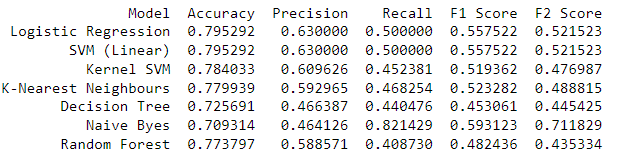 Model Accuracy Precision Recall F1 Score F2 Score
Logistic Regression 0.795292 0.630000 0.500000 0.557522 0.521523
SVM (Linear) 0.795292 0.630000 0.500000 0.557522 0.521523
Kernel SVM 0.784033 0.609626 0.452381 0.519362 0.476987
K-Nearest Neighbours 0.779939 0.592965 0.468254 0.523282 0.488815
Decision Tree 0.725691 0.466387 0.440476 0.453061 0.445425
Naive Byes 0.709314 0.464126 0.821429 0.593123 0.711829
Random Forest 0.773797 0.588571 0.408730 0.482436 0.435334